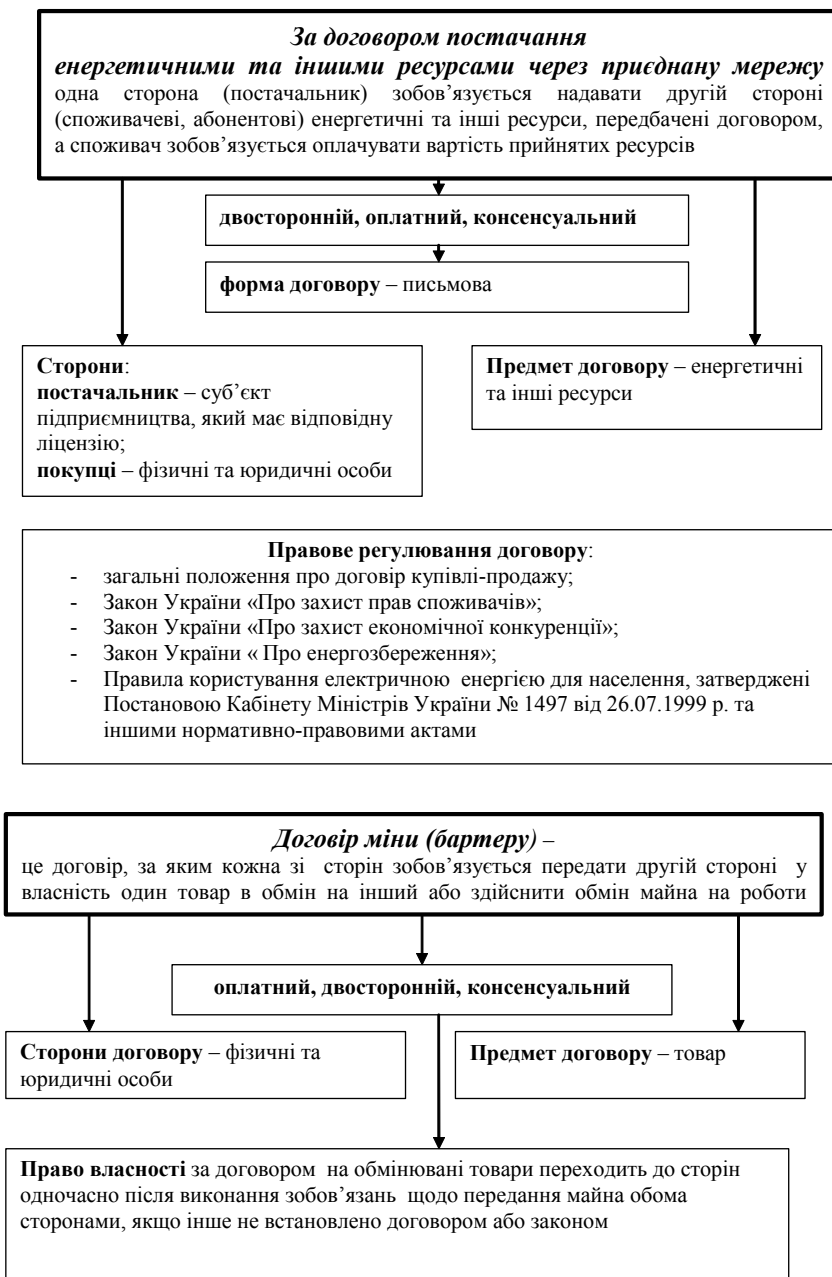 За договором постачання
енергетичними та іншими ресурсами через приєднану мережу
одна сторона (постачальник) зобов’язується надавати другій стороні
(споживачеві, абонентові) енергетичні та інші ресурси, передбачені договором,
а споживач зобов’язується оплачувати вартість прийнятих ресурсів
двосторонній, оплатний, консенсуальний
форма договору – письмова
Сторони:
постачальник – суб’єкт
підприємництва, який має відповідну
ліцензію;
покупці – фізичні та юридичні особи
Предмет договору – енергетичні
та інші ресурси
Правове регулювання договору:
- загальні положення про договір купівлі-продажу;
- Закон України «Про захист прав споживачів»;
- Закон України «Про захист економічної конкуренції»;
- Закон України « Про енергозбереження»;
- Правила користування електричною енергією для населення, затверджені
Постановою Кабінету Міністрів України № 1497 від 26.07.1999 р. та
іншими нормативно-правовими актами
Договір міни (бартеру) –
це договір, за яким кожна зі сторін зобов’язується передати другій стороні у
власність один товар в обмін на інший або здійснити обмін майна на роботи
оплатний, двосторонній, консенсуальний
Сторони договору – фізичні та
юридичні особи
Предмет договору – товар
Право власності за договором на обмінювані товари переходить до сторін
одночасно після виконання зобов’язань щодо передання майна обома
сторонами, якщо інше не встановлено договором або законом